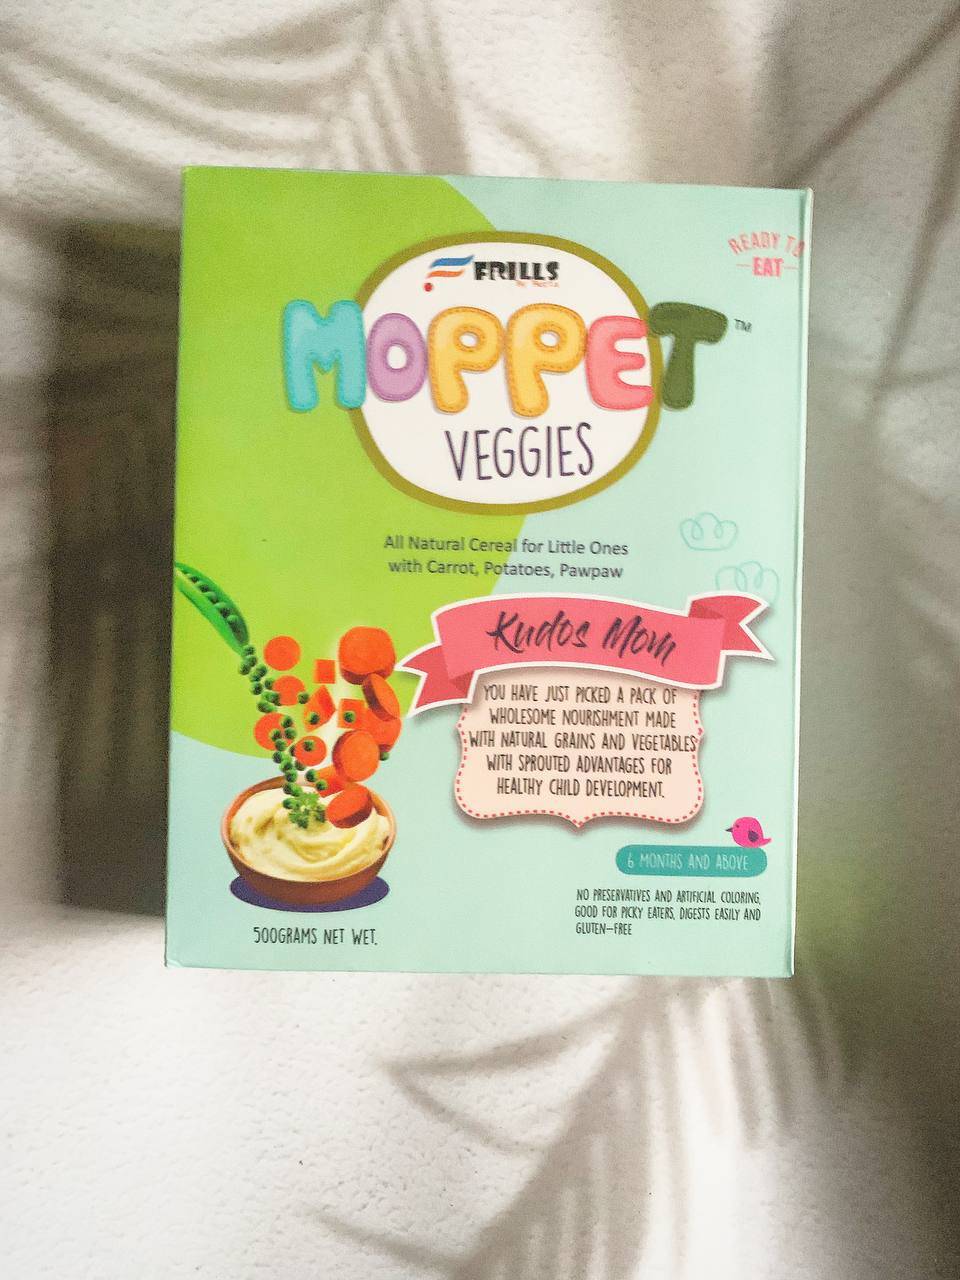 READY TO
EAT
FRILLS
MOPPET™
VEGGIES
All Natural Cereal for Little Ones
with Carrot, Potatoes, Pawpaw
Kudos Mom
YOU HAVE JUST PICKED A PACK OF
WHOLESOME NOURISHMENT MADE
WITH NATURAL GRAINS AND VEGETABLES
WITH SPROUTED ADVANTAGES FOR
HEALTHY CHILD DEVELOPMENT.
6 MONTHS AND ABOVE
NO PRESERVATIVES AND ARTIFICIAL COLORING,
GOOD FOR PICKY EATERS, DIGESTS EASILY AND
GLUTEN-FREE
500GRAMS NET WET.